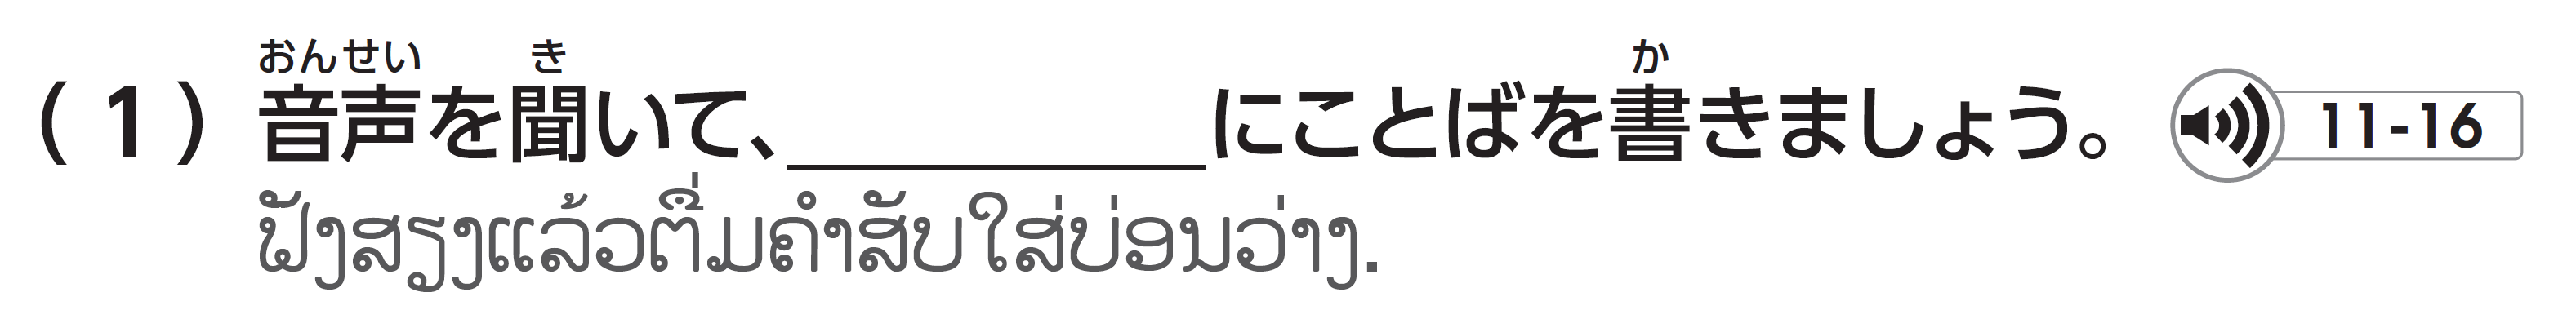 おんせい き か
( 1 ) 音声を聞いて、＿＿＿＿＿にことばを書きましょう。 11-16
ຟັງສຽງແລ້ວຕື່ມຄຳສັບໃສ່ບ່ອນວ່າງ.